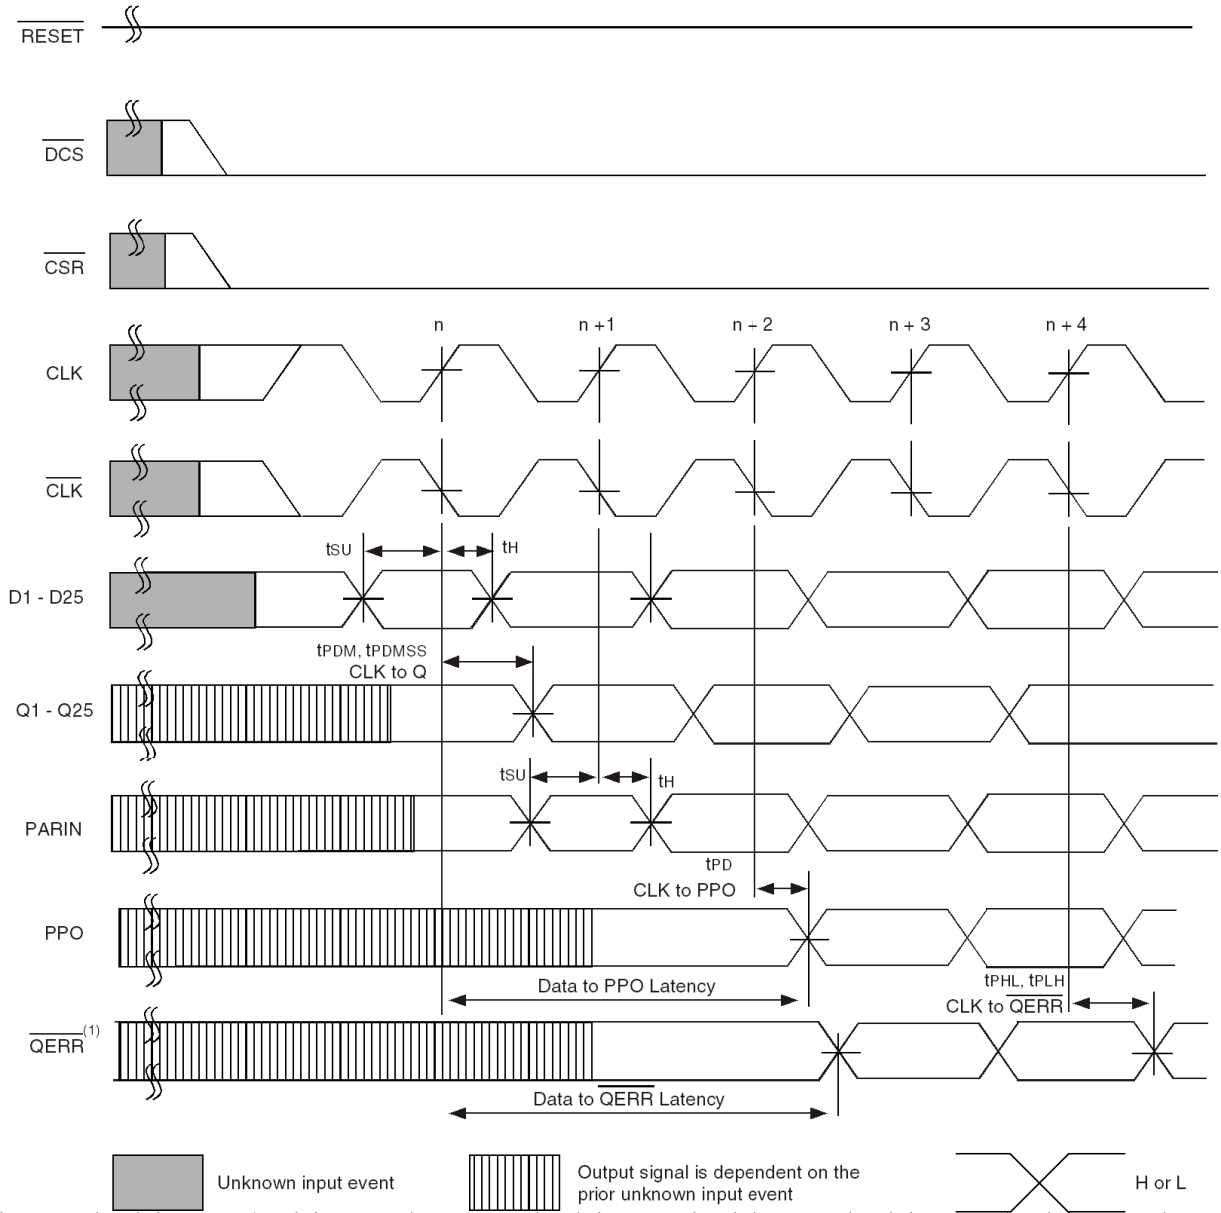 RESET
DCS
CSR
n n +1 n + 2 n + 3 n + 4
CLK
CLK
tSU tH
D1 - D25
tPDM, tPDMSS
CLK to Q
Q1 - Q25
tSU tH
PARIN
tPD
CLK to PPO
PPO
Data to PPO Latency
tPHL, tPLH
CLK to QERR
QERR(1)
Data to QERR Latency
Unknown input event
Output signal is dependent on the
prior unknown input event
H or L